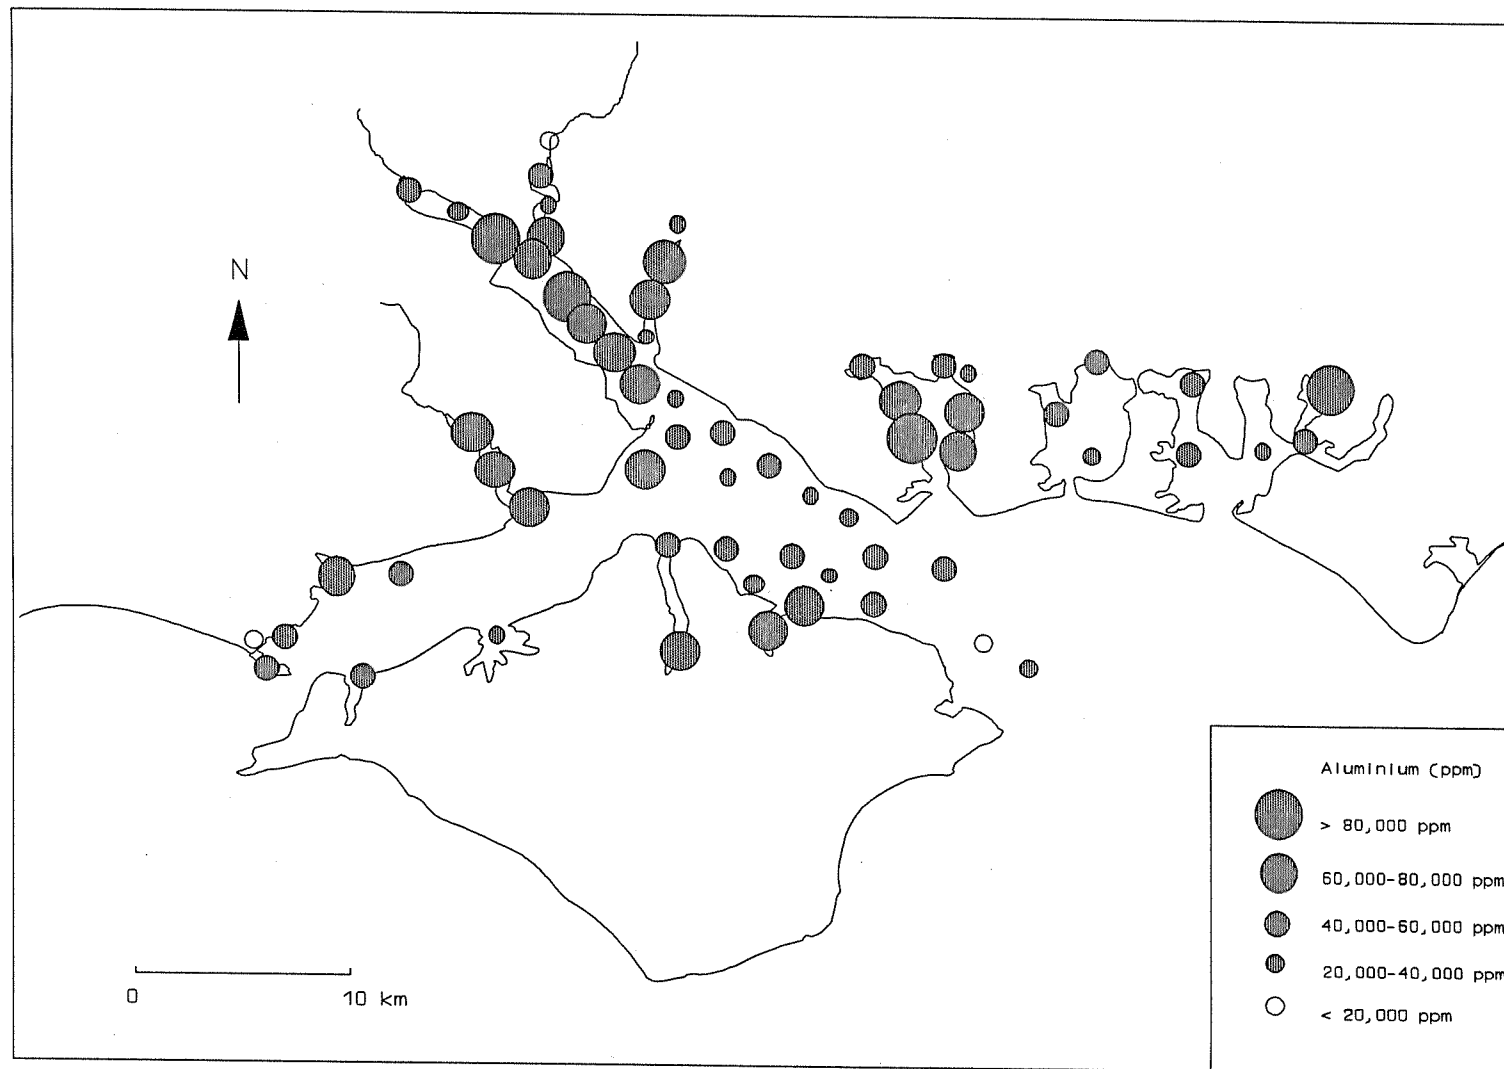 N
0
10 km
Aluminium (ppm)
> 80,000 ppm
60,000-80,000 ppm
40,000-60,000 ppm
20,000-40,000 ppm
< 20,000 ppm